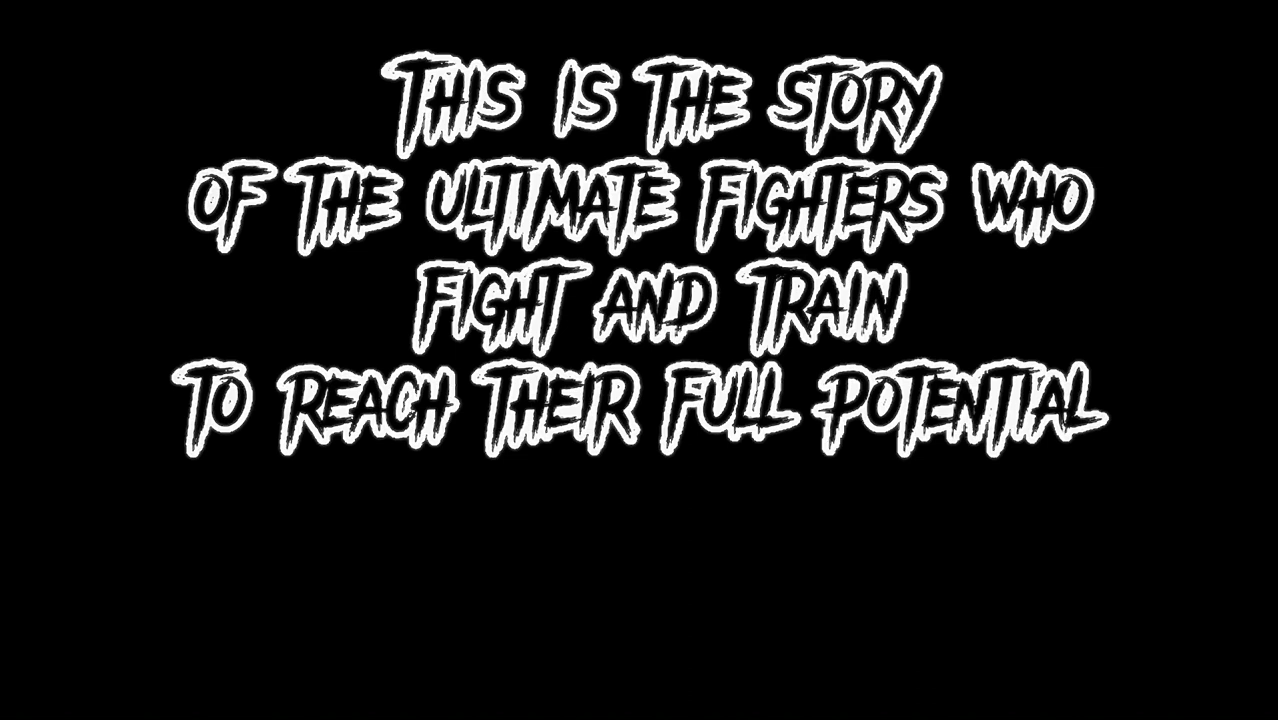 THIS IS THE STORY
OF THE ULTIMATE FIGHTERS WHO
FIGHT AND TRAIN
TO REACH THEIR FULL POTENTIAL